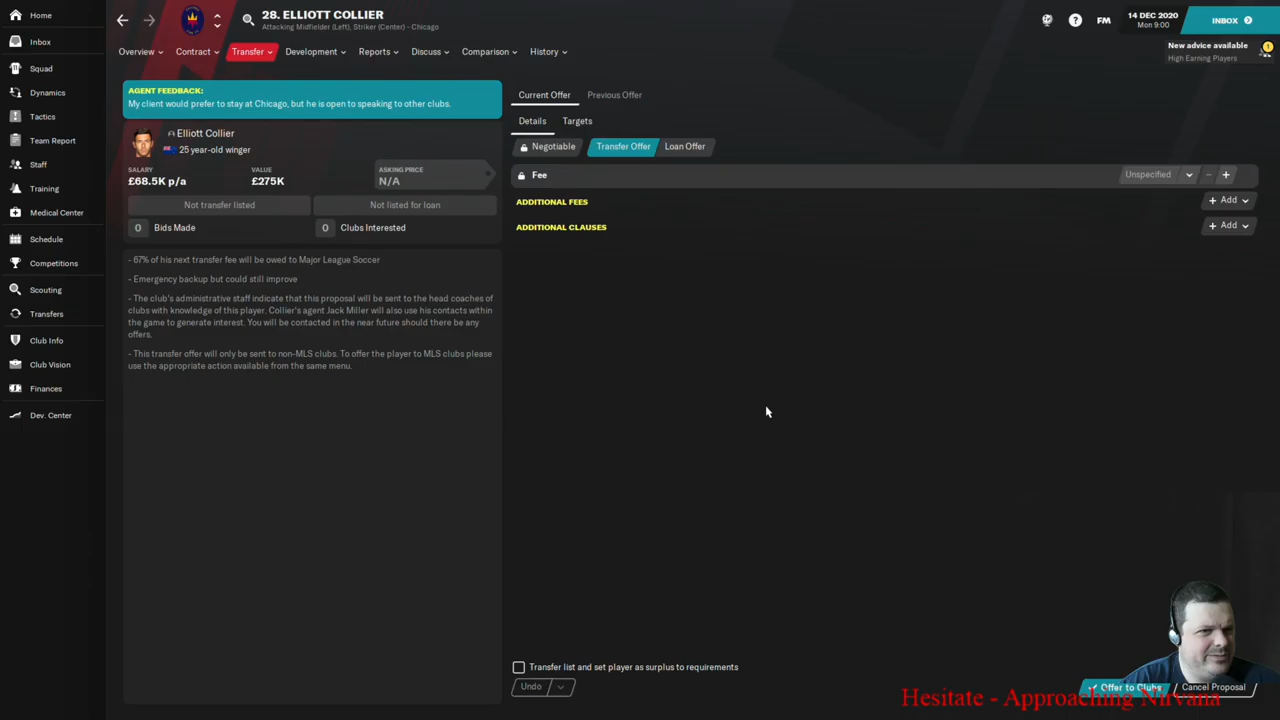 Home
Inbox
Squad
Dynamics
Tactics
Team Report
Staff
Training
Medical Center
Schedule
Competitions
Scouting
Transfers
Club Info
Club Vision
Finances
Dev. Center
28. ELLIOTT COLLIER
Attacking Midfielder (Left), Striker (Center) - Chicago
FM
14 DEC 2020
Mon 9:00
INBOX
Overview
Contract
Transfer
Development
Reports
Discuss
Comparison
History
New advice available
High Earning Players
1
AGENT FEEDBACK:
My client would prefer to stay at Chicago, but he is open to speaking to other clubs.
Elliott Collier
25 year-old winger
SALARY
£68.5K p/a
VALUE
£275K
ASKING PRICE
N/A
Not transfer listed
Not listed for loan
0 Bids Made
0 Clubs Interested
- 67% of his next transfer fee will be owed to Major League Soccer
- Emergency backup but could still improve
- The club's administrative staff indicate that this proposal will be sent to the head coaches of
clubs with knowledge of this player. Collier's agent Jack Miller will also use his contacts within
the game to generate interest. You will be contacted in the near future should there be any
offers.
- This transfer offer will only be sent to non-MLS clubs. To offer the player to MLS clubs please
use the appropriate action available from the same menu.
Current Offer
Previous Offer
Details
Targets
Negotiable
Transfer Offer
Loan Offer
Fee
Unspecified
ADDITIONAL FEES
+ Add
ADDITIONAL CLAUSES
+ Add
Transfer list and set player as surplus to requirements
Undo
Offer to Clubs
Cancel Proposal
Hesitate - Approaching Nirvana